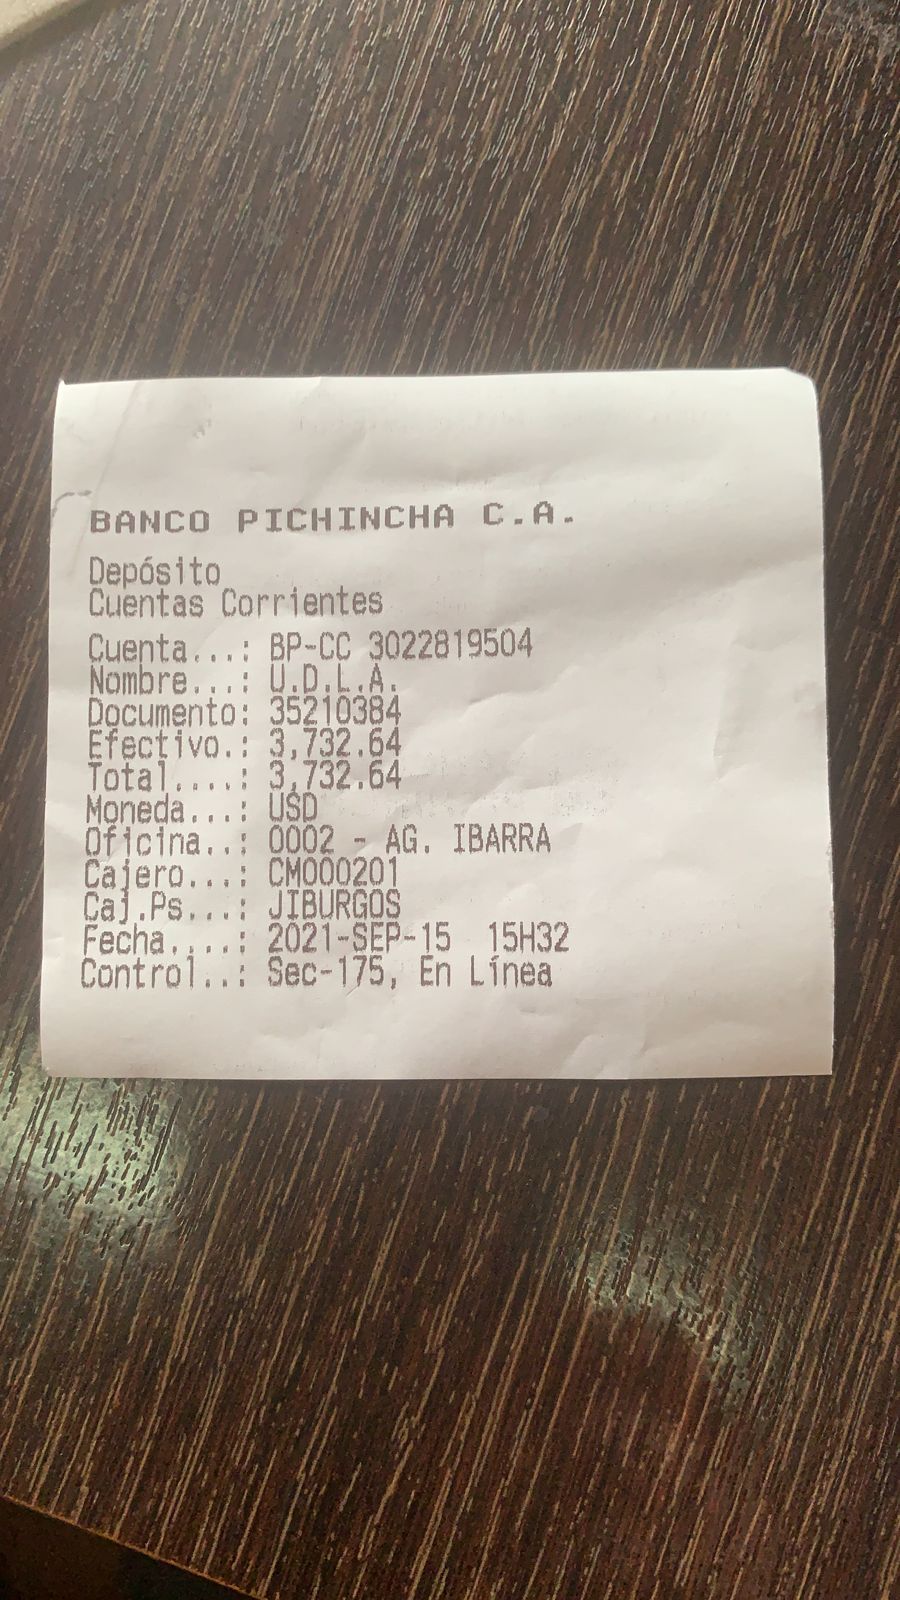 BANCO PICHINCHA C.A.
Depósito
Cuentas Corrientes
Cuenta...: BP-CC 3022819504
Nombre...: U.D.L.A.
Documento: 35210384
Efectivo.: 3,732.64
Total....: 3,732.64
Moneda...: USD
Oficina..: 0002 - AG. IBARRA
Cajero...: CM000201
Caj.Ps...: JIBURGOS
Fecha....: 2021-SEP-15 15H32
Control..: Sec-175, En Línea